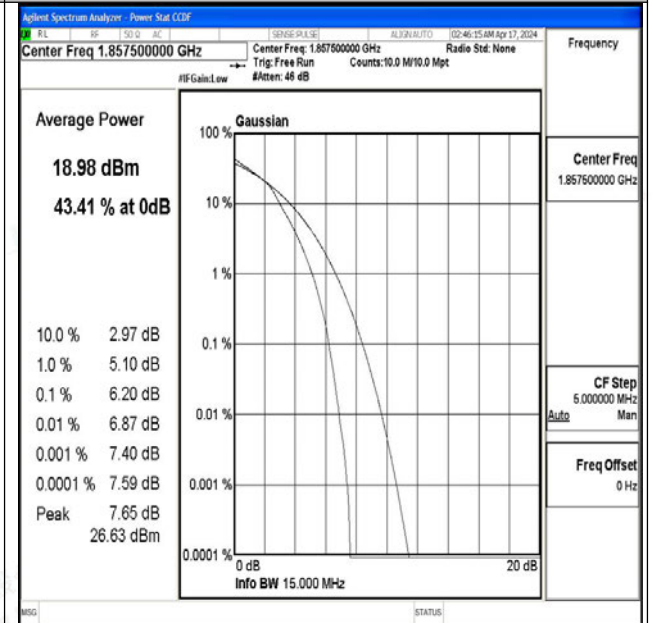 Agilent Spectrum Analyzer - Power Stat CCDF
RL RF 50 Ω AC SENSE:PULSE ALIGN AUTO 02:46:15 AM Apr 17, 2024
Center Freq 1.857500000 GHz
Center Freq: 1.857500000 GHz Radio Std: None
Trig: Free Run Counts:10.0 M/10.0 Mpt
#IFGain:Low #Atten: 46 dB
Frequency
Average Power
18.98 dBm
43.41 % at 0dB
10.0 % 2.97 dB
1.0 % 5.10 dB
0.1 % 6.20 dB
0.01 % 6.87 dB
0.001 % 7.40 dB
0.0001 % 7.59 dB
Peak 7.65 dB
26.63 dBm
Gaussian
100 %
10 %
1 %
0.1 %
0.01 %
0.001 %
0.0001 %
0 dB 20 dB
Info BW 15.000 MHz
Center Freq
1.857500000 GHz
CF Step
5.000000 MHz
Auto Man
Freq Offset
0 Hz
MSG STATUS